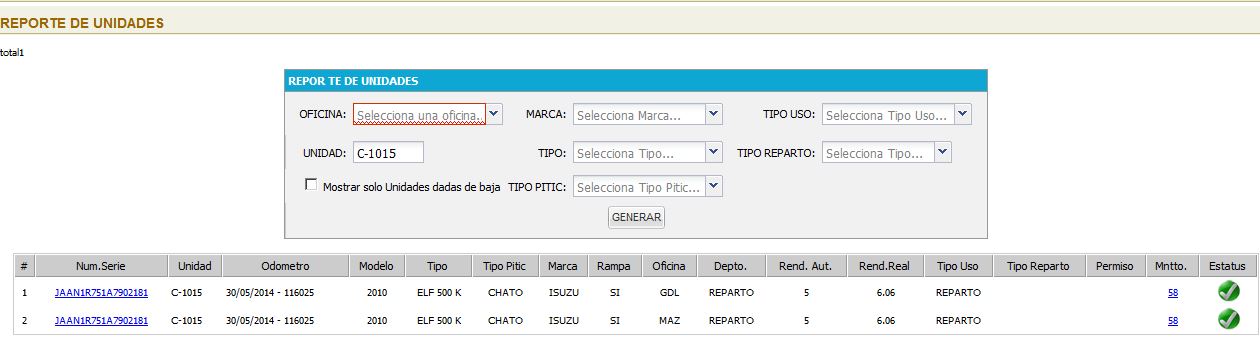 REPORTE DE UNIDADES
total1
REPOR TE DE UNIDADES
OFICINA: Selecciona una oficina.. MARCA: Selecciona Marca... TIPO USO: Selecciona Tipo Uso...
UNIDAD: C-1015 TIPO: Selecciona Tipo... TIPO REPARTO: Selecciona Tipo...
Mostrar solo Unidades dadas de baja TIPO PITIC: Selecciona Tipo Pitic...
GENERAR
# Num.Serie Unidad Odometro Modelo Tipo Tipo Pitic Marca Rampa Oficina Depto. Rend. Aut. Rend.Real Tipo Uso Tipo Reparto Permiso Mntto. Estatus
1 JAAN1R751A7902181 C-1015 30/05/2014 - 116025 2010 ELF 500 K CHATO ISUZU SI GDL REPARTO 5 6.06 REPARTO 58
2 JAAN1R751A7902181 C-1015 30/05/2014 - 116025 2010 ELF 500 K CHATO ISUZU SI MAZ REPARTO 5 6.06 REPARTO 58